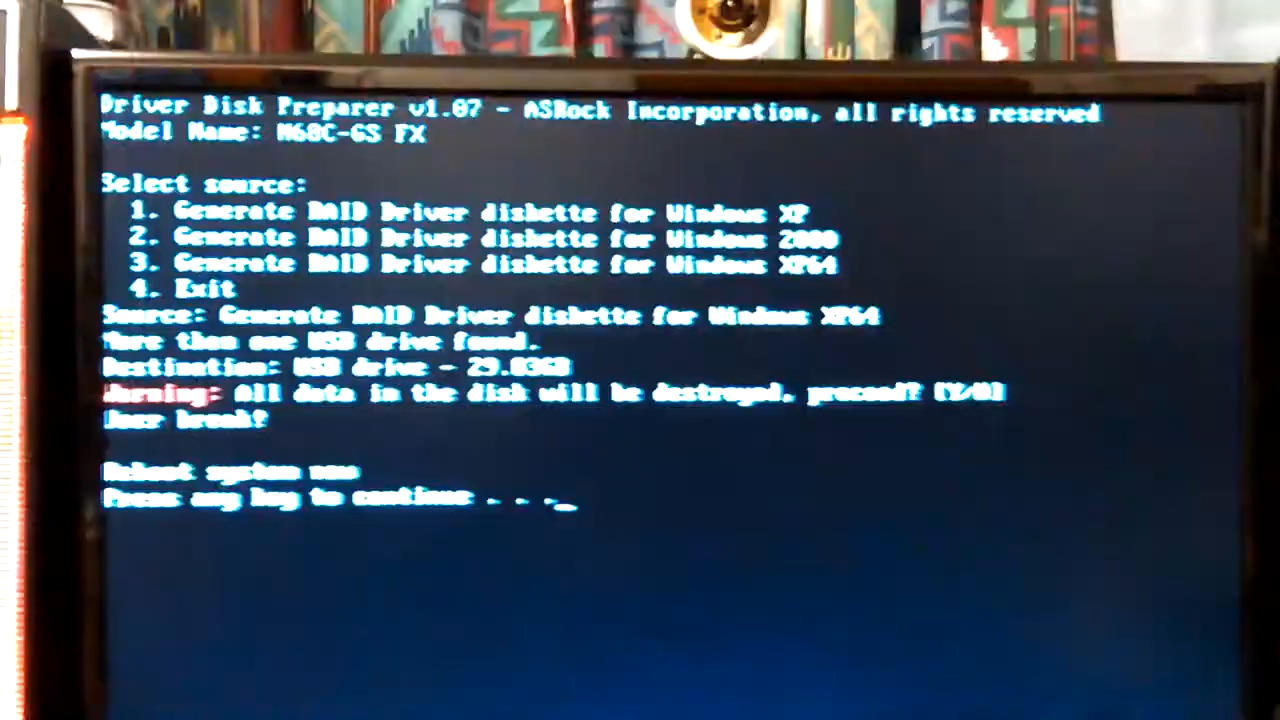 Driver Disk Preparer v1.07 - ASRock Incorporation, all rights reserved
Model Name: N68C-GS FX
Select source:
1. Generate RAID Driver diskette for Windows XP
2. Generate RAID Driver diskette for Windows 2000
3. Generate RAID Driver diskette for Windows XP64
4. Exit
Source: Generate RAID Driver diskette for Windows XP64
More than one USB drive found.
Destination: USB drive - 29.83GB
Warning: All data in the disk will be destroyed, proceed? [Y/N]
User break!
Reboot system now
Press any key to continue . . ._